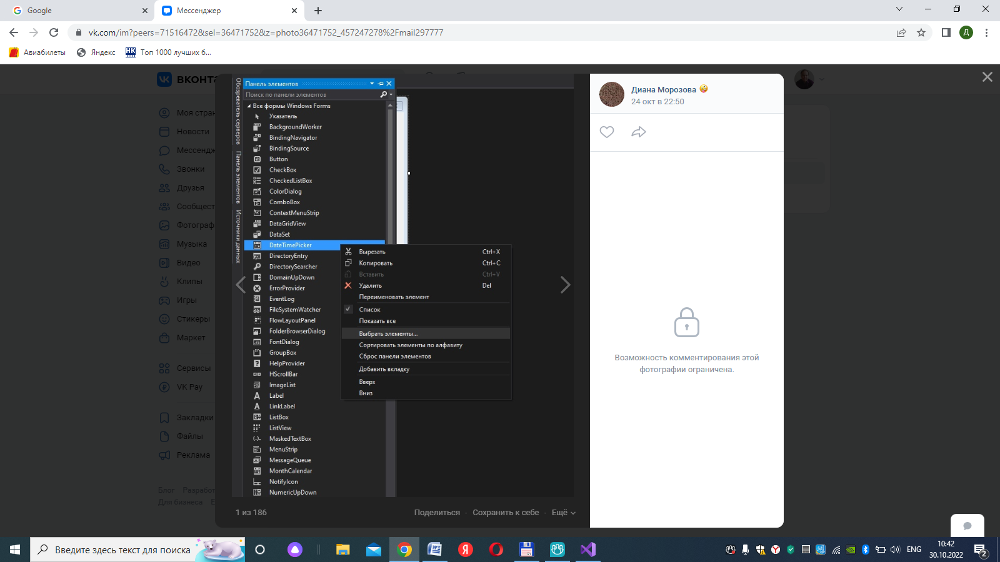 Google
Мессенджер
vk.com/im?peers=71516472&sel=36471752&z=photo36471752_457247278%2Fmail297777
Д
Авиабилеты
Яндекс
НК
Топ 1000 лучших б...
ВКОНТ
Моя стран
Новости
Мессендж
Звонки
Друзья
Сообщест
Фотограф
Музыка
Видео
Клипы
Игры
Стикеры
Маркет
Сервисы
VK Pay
Закладки
Файлы
Реклама
Блог
Разработ
Для бизнеса
Обозреватель серверов
Панель элементов
Источники данных
Панель элементов
Поиск по панели элементов
Все формы Windows Forms
Указатель
BackgroundWorker
BindingNavigator
BindingSource
Button
CheckBox
CheckedListBox
ColorDialog
ComboBox
ContextMenuStrip
DataGridView
DataSet
DateTimePicker
DirectoryEntry
DirectorySearcher
DomainUpDown
ErrorProvider
EventLog
FileSystemWatcher
FlowLayoutPanel
FolderBrowserDialog
FontDialog
GroupBox
HelpProvider
HScrollBar
ImageList
Label
LinkLabel
ListBox
ListView
MaskedTextBox
MenuStrip
MessageQueue
MonthCalendar
NotifyIcon
NumericUpDown
Вырезать Ctrl+X
Копировать Ctrl+C
Вставить Ctrl+V
Удалить Del
Переименовать элемент
Список
Показать все
Выбрать элементы...
Сортировать элементы по алфавиту
Сброс панели элементов
Добавить вкладку
Вверх
Вниз
1 из 186
Поделиться · Сохранить к себе · Ещё
Диана Морозова
24 окт в 22:50
Возможность комментирования этой
фотографии ограничена.
Введите здесь текст для поиска
ENG
10:42
30.10.2022
2